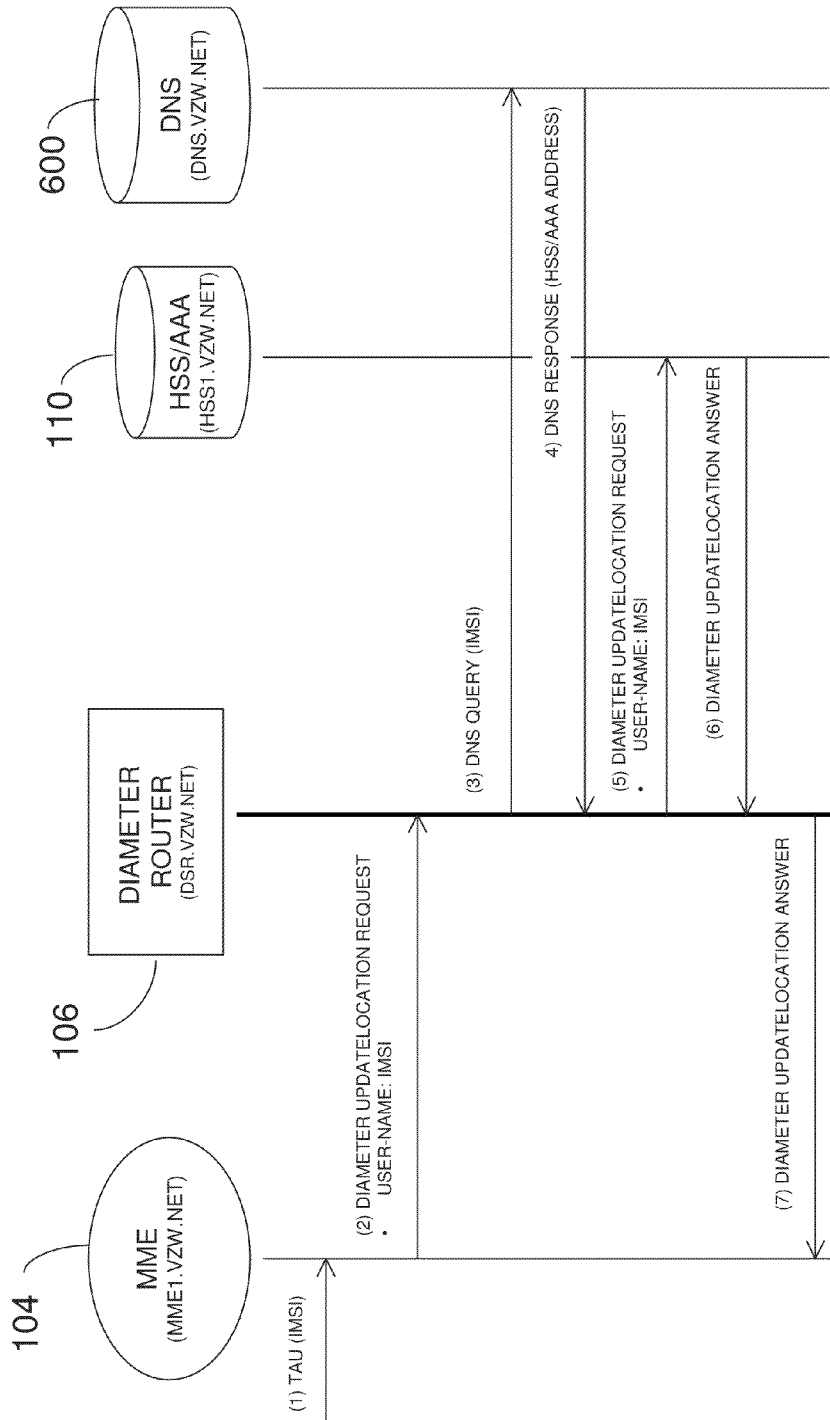 104
MME
(MME1.VZW.NET)
106
DIAMETER
ROUTER
(DSR.VZW.NET)
110
HSS/AAA
(HSS1.VZW.NET)
600
DNS
(DNS.VZW.NET)
(1) TAU (IMSI)
(2) DIAMETER UPDATELOCATION REQUEST
• USER-NAME: IMSI
(3) DNS QUERY (IMSI)
4) DNS RESPONSE (HSS/AAA ADDRESS)
(5) DIAMETER UPDATELOCATION REQUEST
• USER-NAME: IMSI
(6) DIAMETER UPDATELOCATION ANSWER
(7) DIAMETER UPDATELOCATION ANSWER